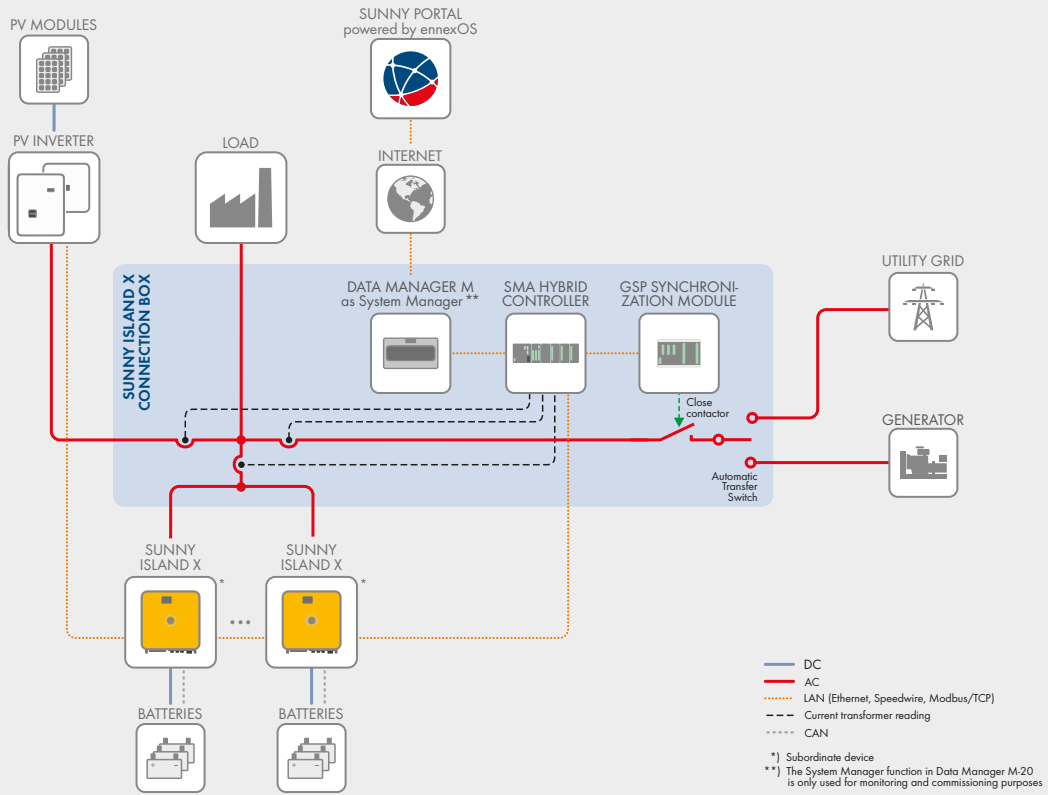 PV MODULES
SUNNY PORTAL
powered by ennexOS
PV INVERTER
LOAD
INTERNET
SUNNY ISLAND X
CONNECTION BOX
DATA MANAGER M
as System Manager **
SMA HYBRID
CONTROLLER
GSP SYNCHRONI-
ZATION MODULE
UTILITY GRID
Close
contactor
GENERATOR
Automatic
Transfer
Switch
SUNNY
ISLAND X
*
SUNNY
ISLAND X
*
BATTERIES
BATTERIES
DC
AC
LAN (Ethernet, Speedwire, Modbus/TCP)
Current transformer reading
CAN
*) Subordinate device
**) The System Manager function in Data Manager M-20
is only used for monitoring and commissioning purposes